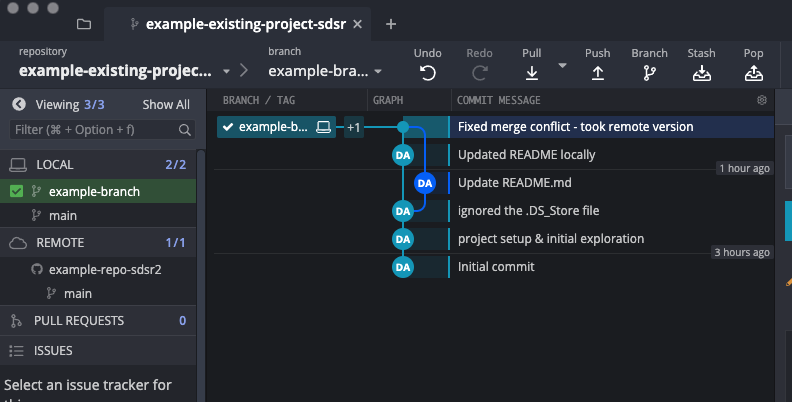 example-existing-project-sdsr
repository
example-existing-projec...
branch
example-bra...
Undo
Redo
Pull
Push
Branch
Stash
Pop
Viewing 3/3
Show All
Filter (⌘ + Option + f)
LOCAL
2/2
example-branch
main
REMOTE
1/1
example-repo-sdsr2
main
PULL REQUESTS
0
ISSUES
Select an issue tracker for
BRANCH / TAG
GRAPH
COMMIT MESSAGE
example-b...
+1
Fixed merge conflict - took remote version
DA
Updated README locally
1 hour ago
DA
Update README.md
DA
ignored the .DS_Store file
DA
project setup & initial exploration
3 hours ago
DA
Initial commit